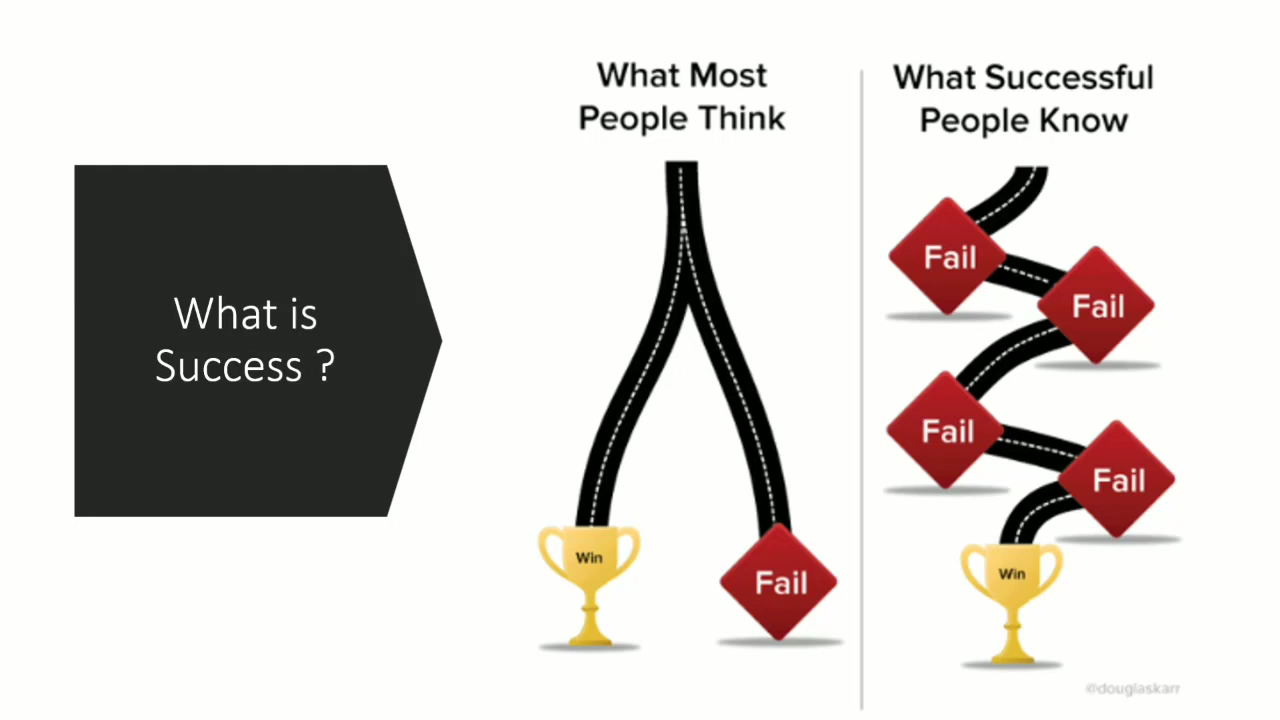 What is
Success ?
What Most
People Think
Win
Fail
What Successful
People Know
Fail
Fail
Fail
Fail
Win
@douglaskarr